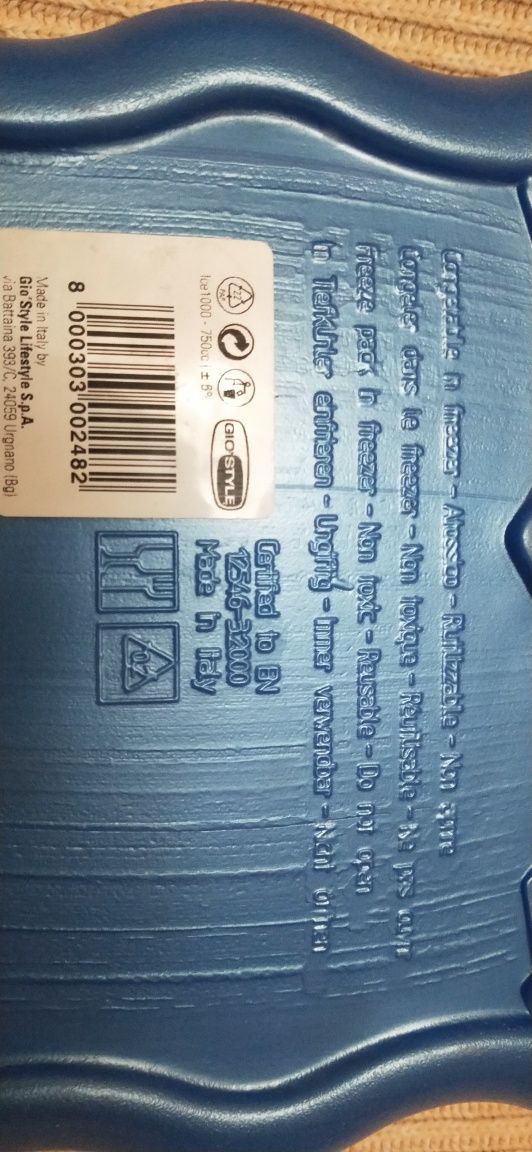 Congelabile in freezer - Atossico - Riutilizzabile - Non aprire
Congeler dans le freezer - Non toxique - Réutilisable - Ne pas ouvrir
Freeze pack in freezer - Non toxic - Reusable - Do not open
In Tiefkühler einfrieren - Ungiftig - Immer verwendbar - Nicht öffnen
GIO'STYLE
Ice1000 - 750cc ± 8%
8 000303 002482
Made in Italy by
Gio'Style Lifestyle S.p.A.
via Battaina 393/C, 24059 Urgnano (Bg)
Certified to EN
12546-3:2000
Made in Italy